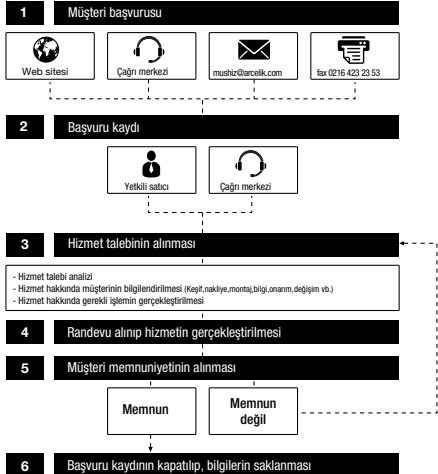 1 Müşteri başvurusu
Web sitesi
Çağrı merkezi
mushiz@arcelik.com
fax 0216 423 23 53
2 Başvuru kaydı
Yetkili satıcı
Çağrı merkezi
3 Hizmet talebinin alınması
- Hizmet talebi analizi
- Hizmet hakkında müşterinin bilgilendirilmesi (Keşif,nakliye,montaj,bilgi,onarım,değişim vb.)
- Hizmet hakkında gerekli işlemin gerçekleştirilmesi
4 Randevu alınıp hizmetin gerçekleştirilmesi
5 Müşteri memnuniyetinin alınması
Memnun
Memnun
değil
6 Başvuru kaydının kapatılıp, bilgilerin saklanması